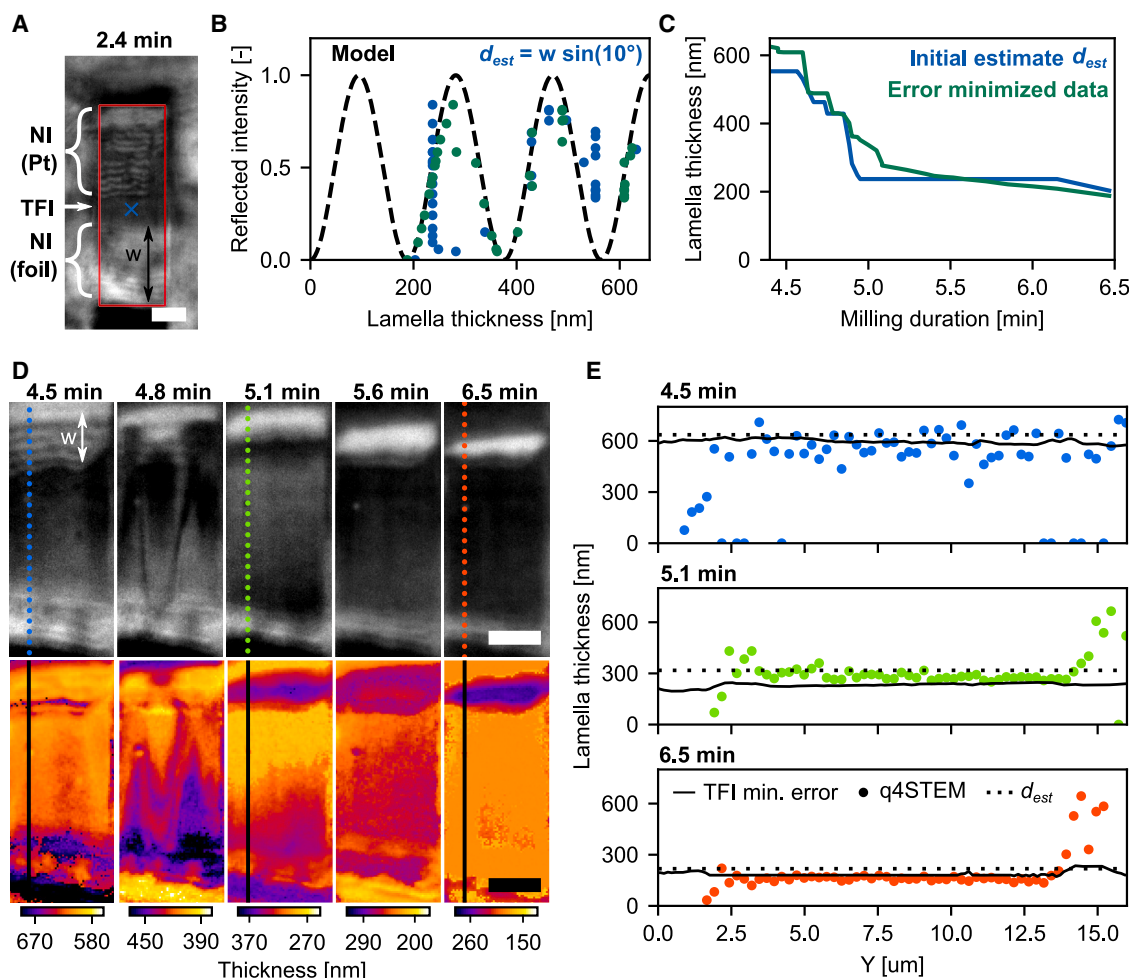 A
2.4 min
NI
(Pt)
TFI
NI
(foil)
w
B
Model
d_est = w sin(10°)
Reflected intensity [-]
1.0
0.5
0.0
0
200
400
600
Lamella thickness [nm]
C
Initial estimate d_est
Error minimized data
Lamella thickness [nm]
600
400
200
0
4.5
5.0
5.5
6.0
6.5
Milling duration [min]
D
4.5 min
4.8 min
5.1 min
5.6 min
6.5 min
w
670 580
450 390
370 270
290 200
260 150
Thickness [nm]
E
4.5 min
600
300
0
5.1 min
600
300
0
6.5 min
TFI min. error
q4STEM
d_est
600
300
0
Lamella thickness [nm]
0.0
2.5
5.0
7.5
10.0
12.5
15.0
Y [um]